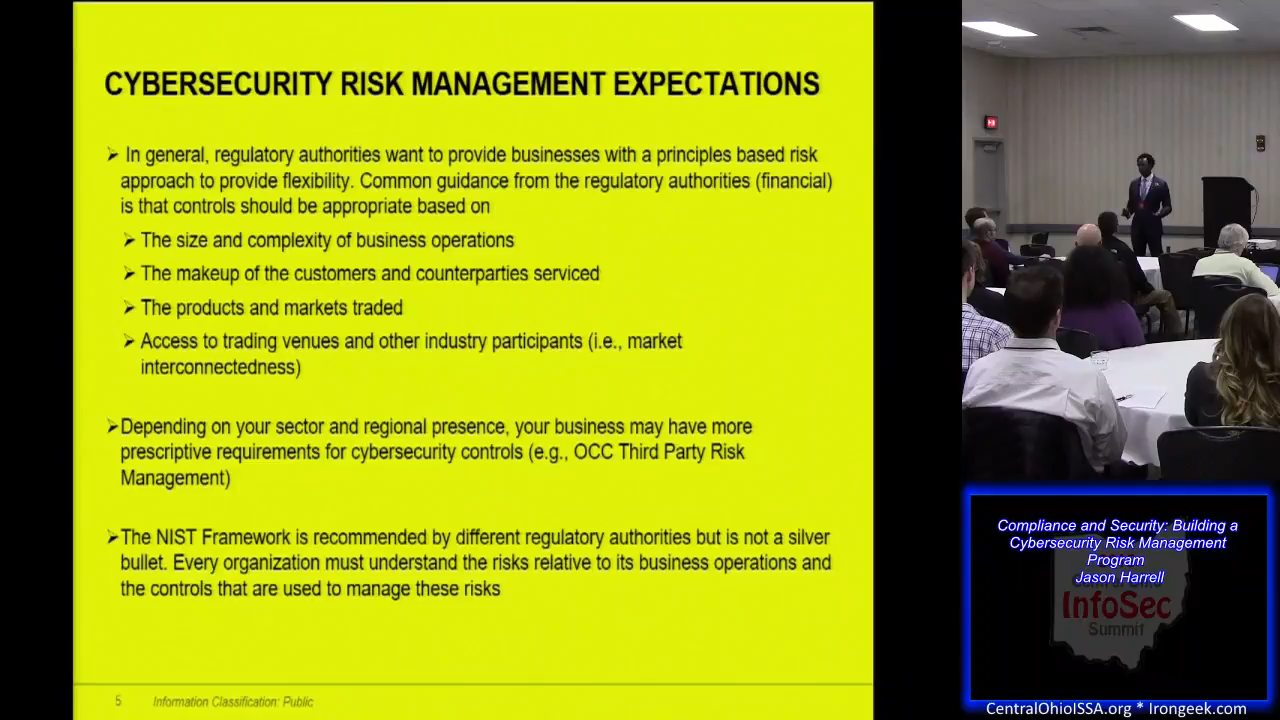 CYBERSECURITY RISK MANAGEMENT EXPECTATIONS
➢ In general, regulatory authorities want to provide businesses with a principles based risk
approach to provide flexibility. Common guidance from the regulatory authorities (financial)
is that controls should be appropriate based on
➢ The size and complexity of business operations
➢ The makeup of the customers and counterparties serviced
➢ The products and markets traded
➢ Access to trading venues and other industry participants (i.e., market
interconnectedness)
➢Depending on your sector and regional presence, your business may have more
prescriptive requirements for cybersecurity controls (e.g., OCC Third Party Risk
Management)
➢The NIST Framework is recommended by different regulatory authorities but is not a silver
bullet. Every organization must understand the risks relative to its business operations and
the controls that are used to manage these risks
5 Information Classification: Public
Compliance and Security: Building a
Cybersecurity Risk Management
Program
Jason Harrell
InfoSec
Summit
CentralOhioISSA.org * Irongeek.com